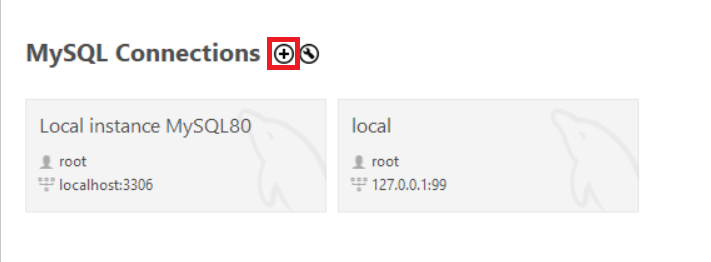 MySQL Connections
Local instance MySQL80
root
localhost:3306
local
root
127.0.0.1:99